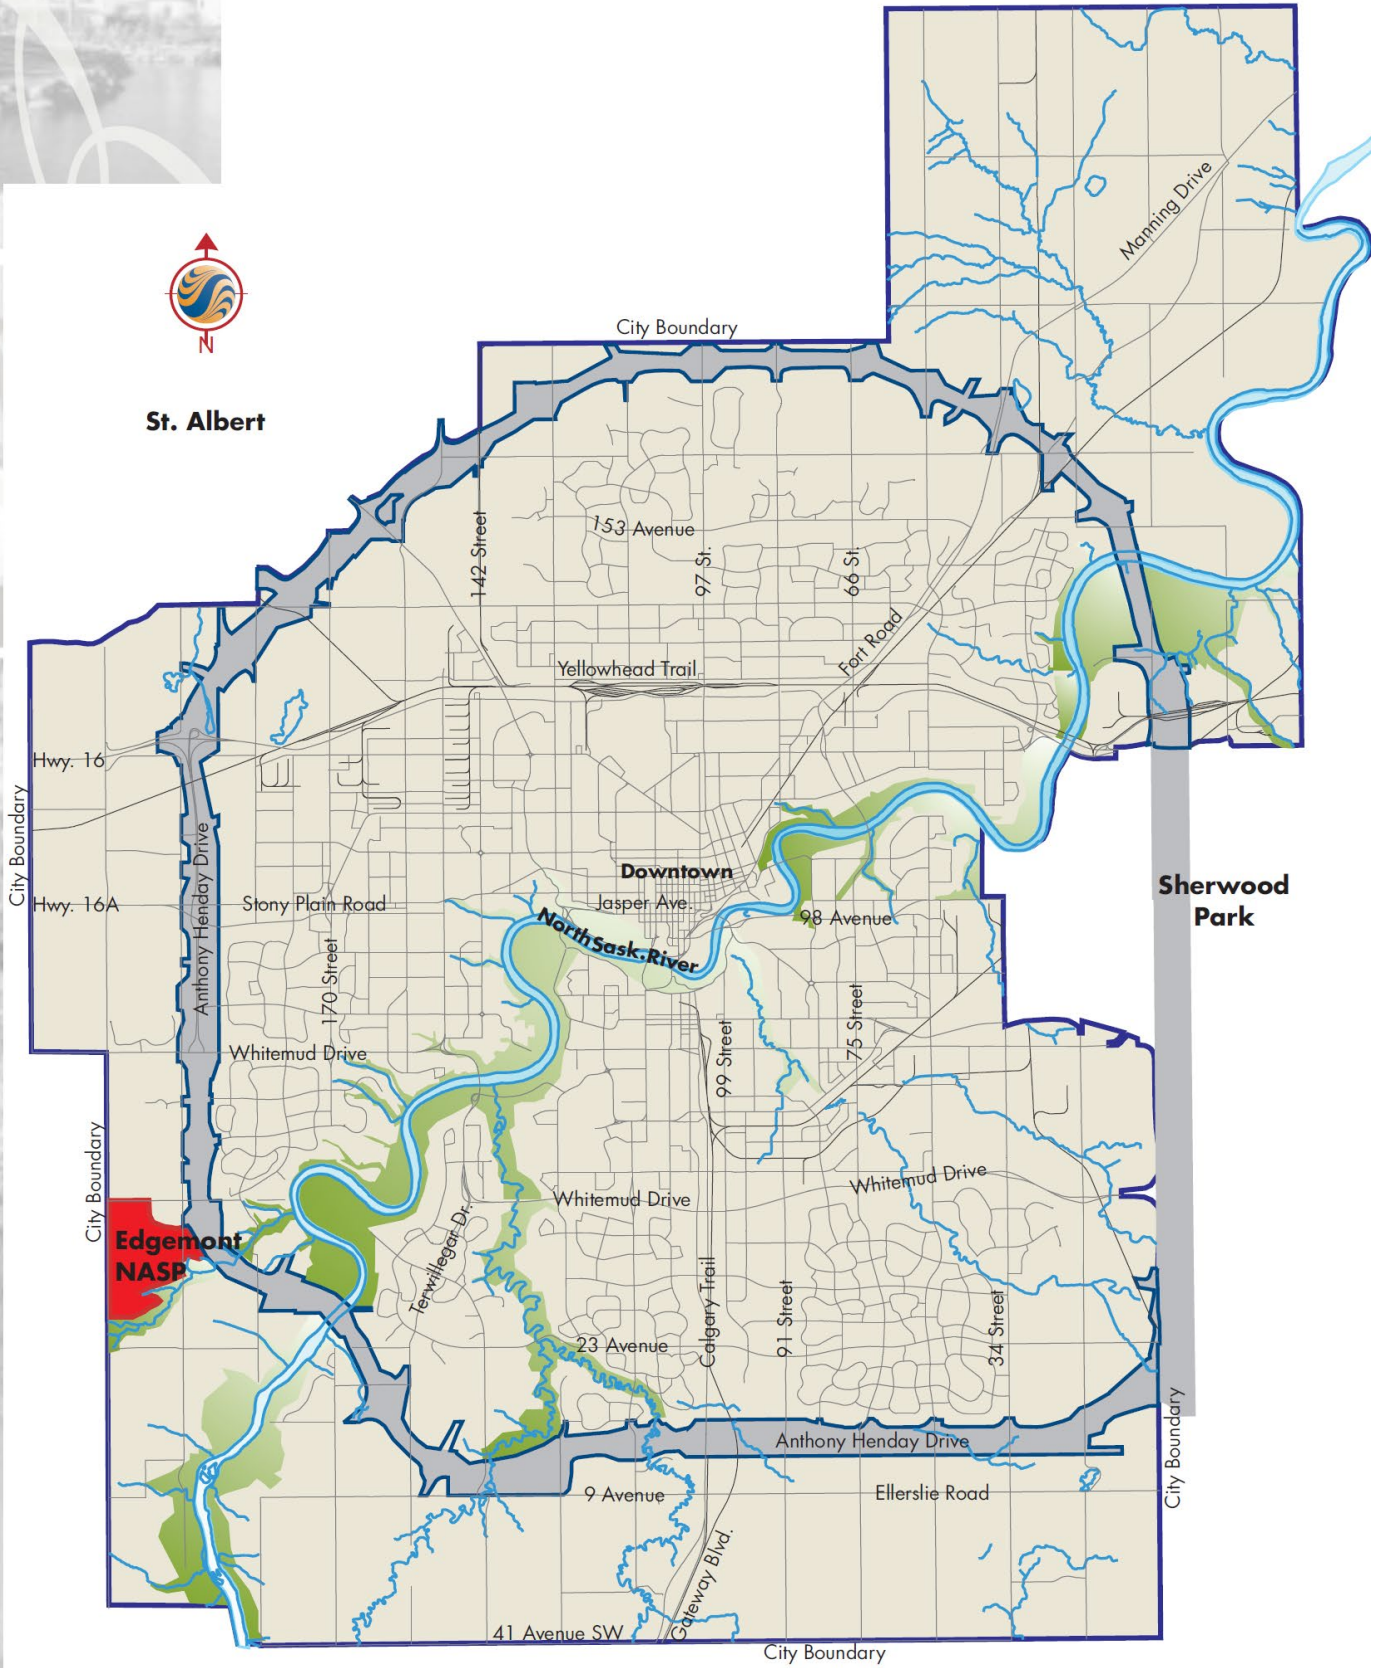 Manning Drive
N
City Boundary
St. Albert
142 Street
153 Avenue
97 St.
66 St.
Fort Road
Yellowhead Trail
Hwy. 16
City Boundary
Anthony Henday Drive
Downtown
Jasper Ave.
Sherwood
Park
Hwy. 16A
Stony Plain Road
98 Avenue
North Sask. River
170 Street
75 Street
99 Street
Whitemud Drive
City Boundary
Whitemud Drive
Whitemud Drive
Edgemont
NASP
Terwillegar Dr.
Calgary Trail
91 Street
34 Street
23 Avenue
Anthony Henday Drive
City Boundary
9 Avenue
Ellerslie Road
Gateway Blvd.
41 Avenue SW
City Boundary